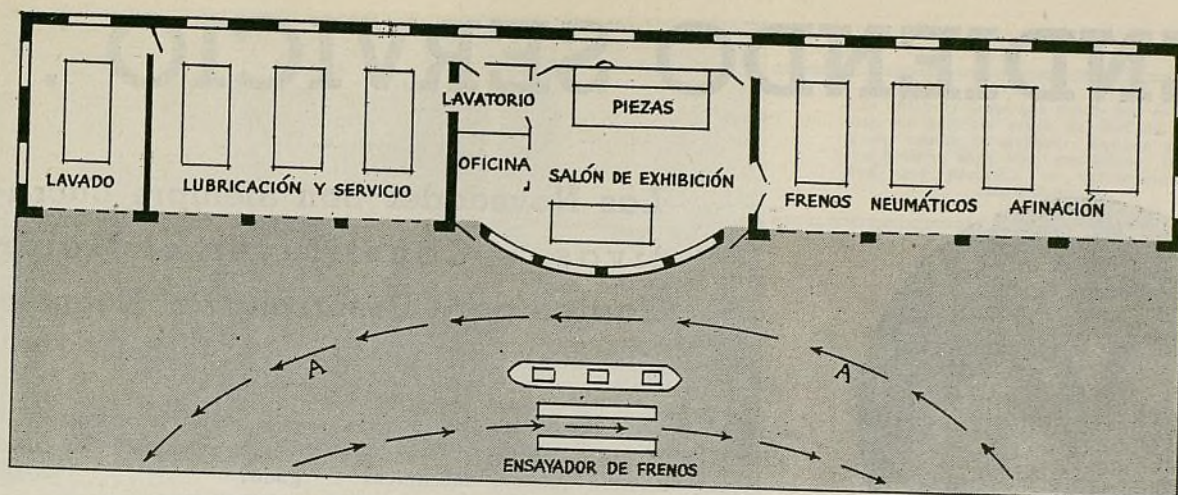 LAVADO
LUBRICACIÓN Y SERVICIO
LAVATORIO
OFICINA
PIEZAS
SALÓN DE EXHIBICIÓN
FRENOS
NEUMÁTICOS
AFINACIÓN
A
A
ENSAYADOR DE FRENOS